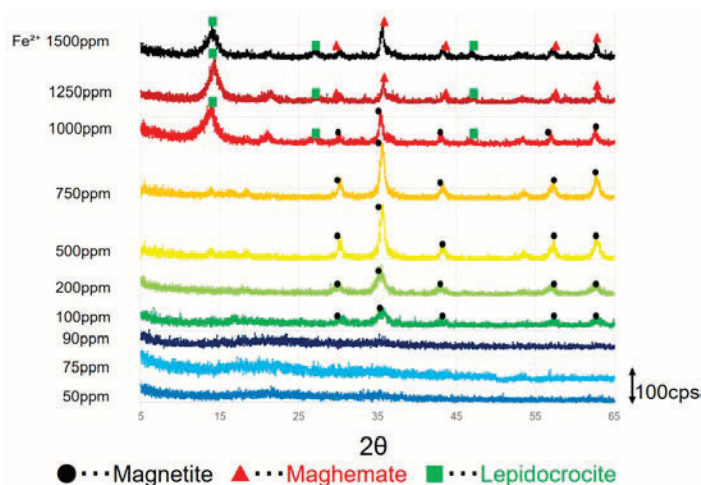 Fe²⁺ 1500ppm
1250ppm
1000ppm
750ppm
500ppm
200ppm
100ppm
90ppm
75ppm
50ppm
100cps
5 15 25 35 45 55 65
2θ
●···Magnetite ▲···Maghemate ■···Lepidocrocite